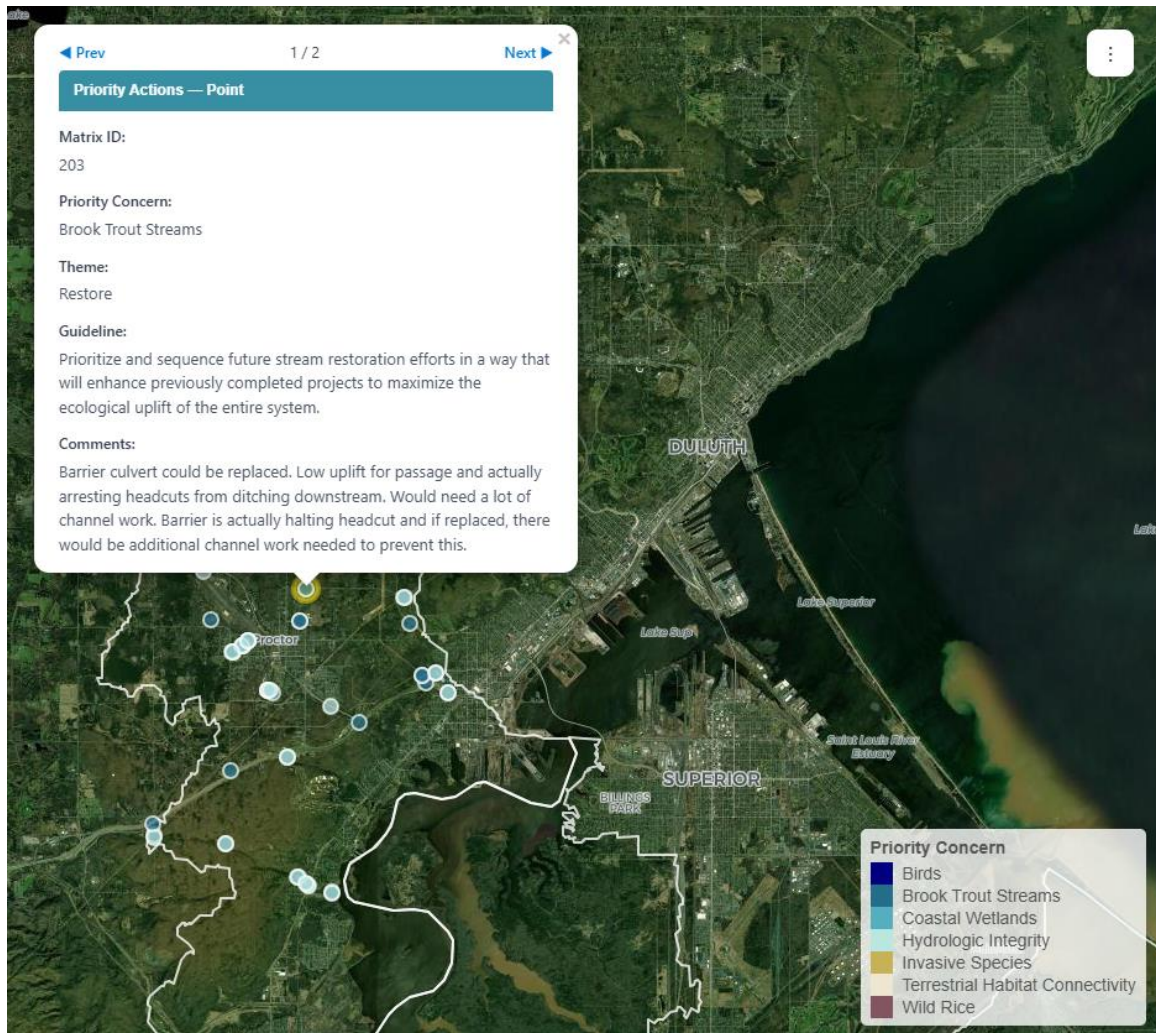 ake
◀ Prev
1 / 2
Next ▶
×
Priority Actions — Point
Matrix ID:
203
Priority Concern:
Brook Trout Streams
Theme:
Restore
Guideline:
Prioritize and sequence future stream restoration efforts in a way that
will enhance previously completed projects to maximize the
ecological uplift of the entire system.
Comments:
Barrier culvert could be replaced. Low uplift for passage and actually
arresting headcuts from ditching downstream. Would need a lot of
channel work. Barrier is actually halting headcut and if replaced, there
would be additional channel work needed to prevent this.
DULUTH
Lak
Lake Superior
Lake Sup
Proctor
Saint Louis River
Estuary
SUPERIOR
BILLINGS
PARK
Priority Concern
Birds
Brook Trout Streams
Coastal Wetlands
Hydrologic Integrity
Invasive Species
Terrestrial Habitat Connectivity
Wild Rice